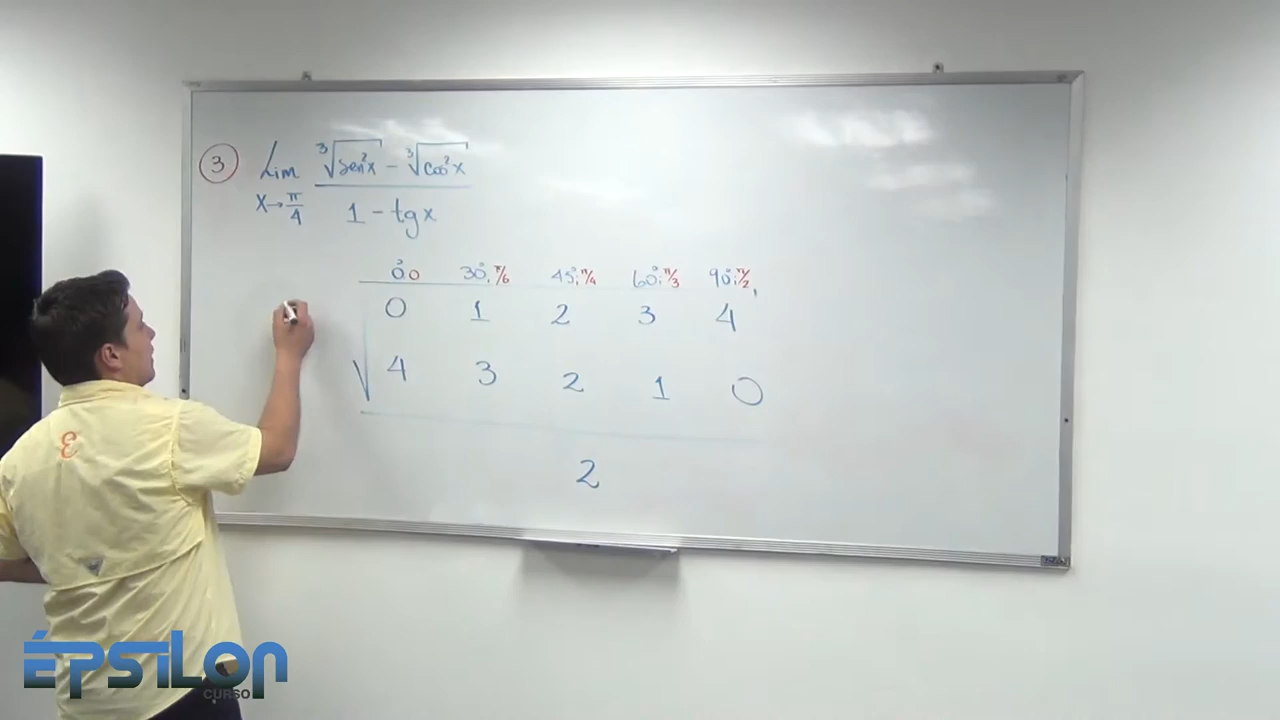 3 Lim ∛sen²x - ∛cos²x
x→π/4 1 - tgx
0° 0 30°, π/6 45°, π/4 60°, π/3 90°, π/2
0 1 2 3 4
√ 4 3 2 1 0
2
ε
ÉPSILON
CURSO